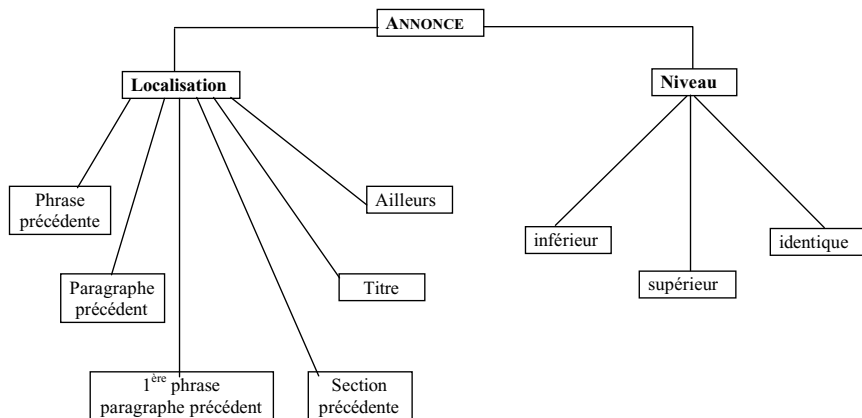 ANNONCE
Localisation
Niveau
Phrase
précédente
Ailleurs
inférieur
identique
Paragraphe
précédent
Titre
supérieur
1ère phrase
paragraphe précédent
Section
précédente